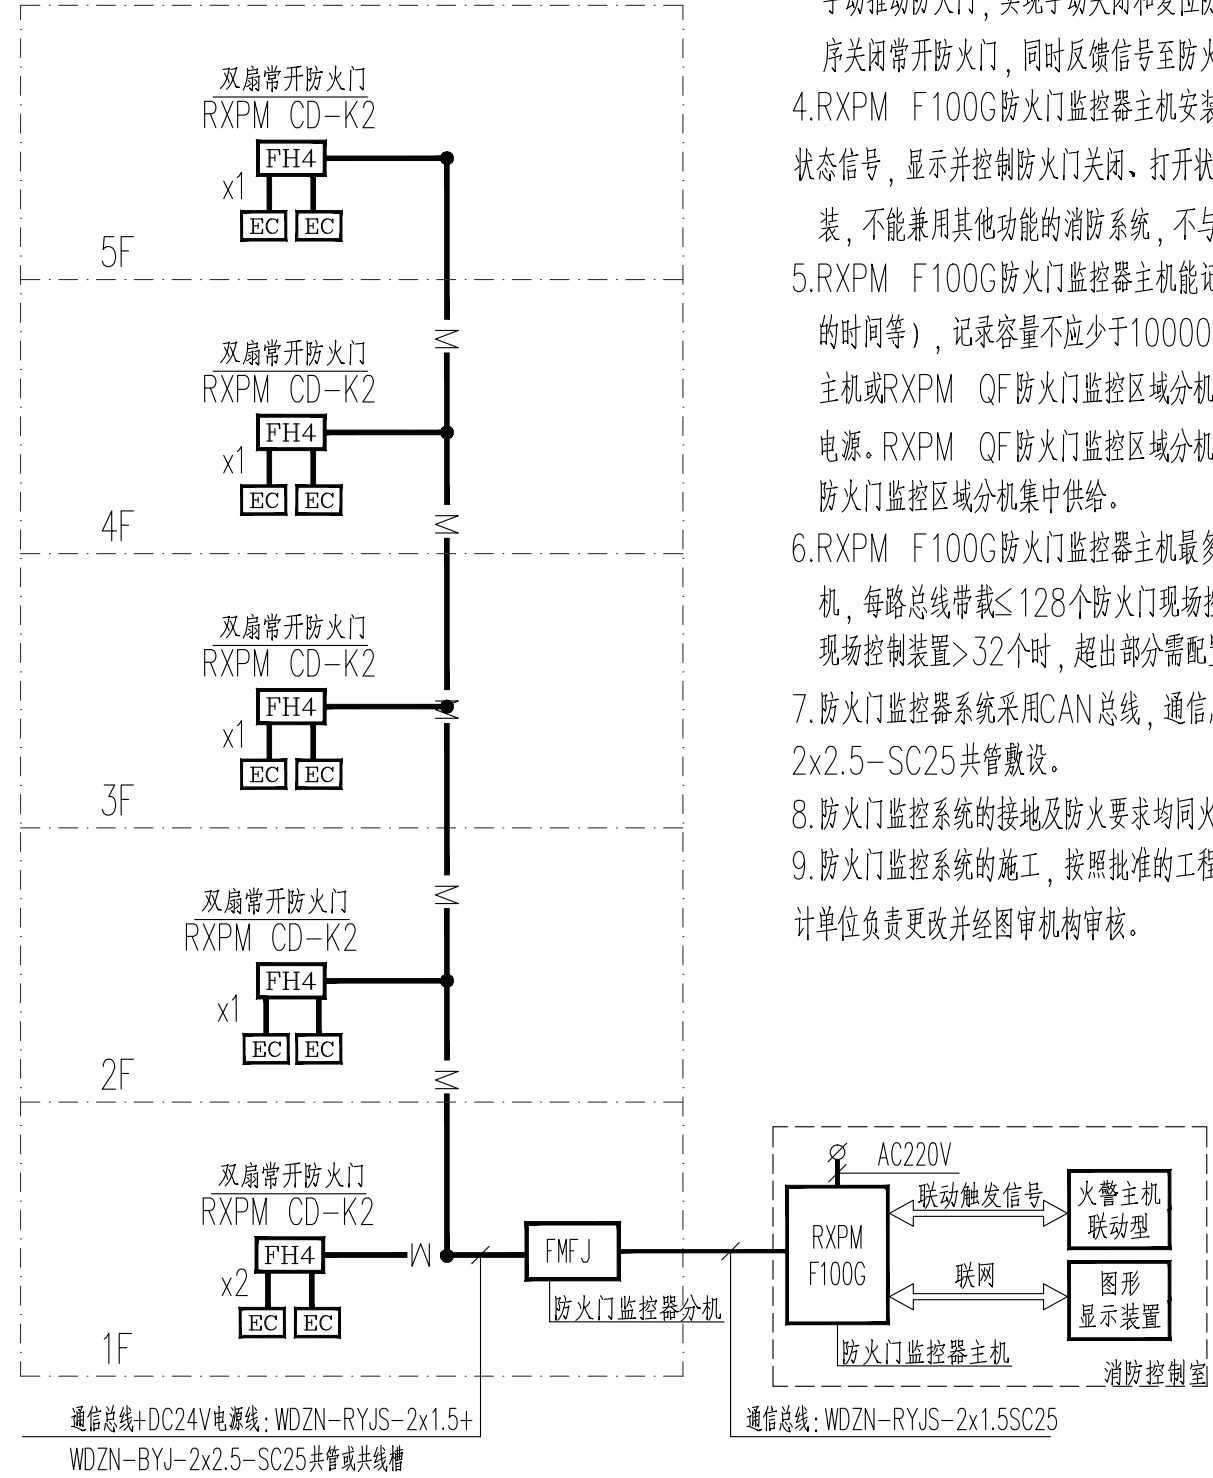 双扇常开防火门
RXPM CD-K2
FH4
x1
EC EC
5F
双扇常开防火门
RXPM CD-K2
FH4
x1
EC EC
4F
双扇常开防火门
RXPM CD-K2
FH4
x1
EC EC
3F
双扇常开防火门
RXPM CD-K2
FH4
x1
EC EC
2F
双扇常开防火门
RXPM CD-K2
FH4
x2
EC EC
1F
M
M
M
M
M
M
FMFJ
防火门监控器分机
通信总线+DC24V电源线:WDZN-RYJS-2x1.5+
WDZN-BYJ-2x2.5-SC25共管或共线槽
AC220V
RXPM
F100G
联动触发信号
火警主机
联动型
联网
图形
显示装置
防火门监控器主机
消防控制室
通信总线:WDZN-RYJS-2x1.5SC25
手动推动防火门,实现手动关闭和复位防
序关闭常开防火门,同时反馈信号至防火
4.RXPM F100G防火门监控器主机安装
状态信号,显示并控制防火门关闭、打开状
装,不能兼用其他功能的消防系统,不与
5.RXPM F100G防火门监控器主机能记
的时间等),记录容量不应少于10000
主机或RXPM QF防火门监控区域分机
电源。RXPM QF防火门监控区域分机
防火门监控区域分机集中供给。
6.RXPM F100G防火门监控器主机最多
机,每路总线带载≤128个防火门现场控
现场控制装置>32个时,超出部分需配置
7.防火门监控器系统采用CAN总线,通信
2x2.5-SC25共管敷设。
8.防火门监控系统的接地及防火要求均同火
9.防火门监控系统的施工,按照批准的工程
计单位负责更改并经图审机构审核。